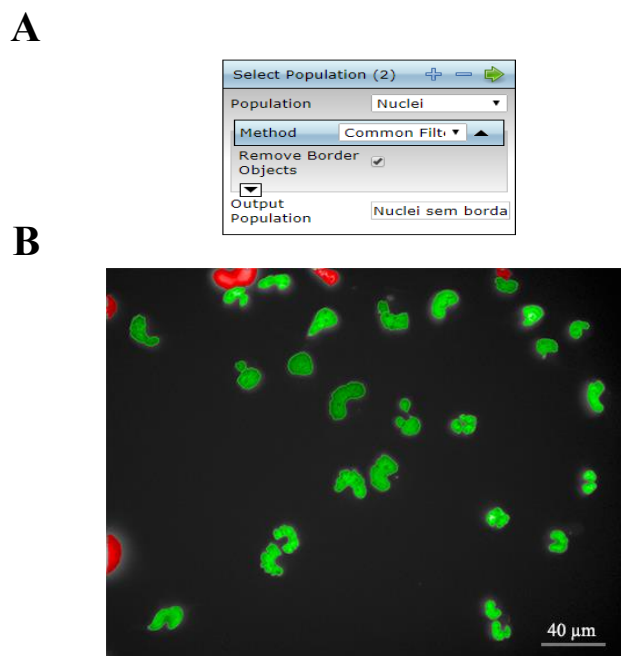 A
Select Population (2)
Population Nuclei
Method Common Filt
Remove Border
Objects
Output
Population Nuclei sem borda
B
40 µm